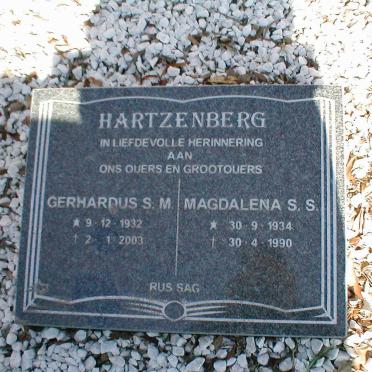 HARTZENBERG
IN LIEFDEVOLLE HERINNERING
AAN
ONS OUERS EN GROOTOUERS
GERHARDUS S. M.
★ 9-12-1932
† 2-1-2003
MAGDALENA S. S.
★ 30-9-1934
† 30-4-1990
RUS SAG